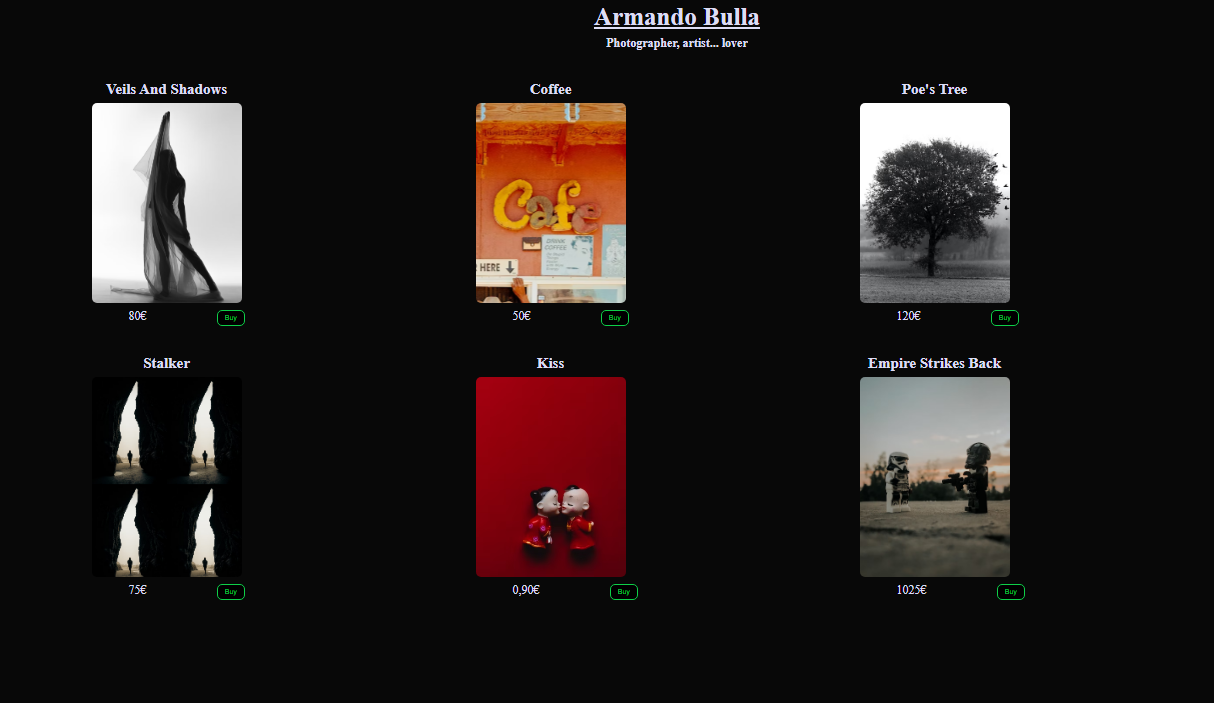 Armando Bulla
Photographer, artist... lover
Veils And Shadows
Coffee
Poe's Tree
Cafe
DRINK
COFFEE
HERE
80€
Buy
50€
Buy
120€
Buy
Stalker
Kiss
Empire Strikes Back
75€
Buy
0,90€
Buy
1025€
Buy